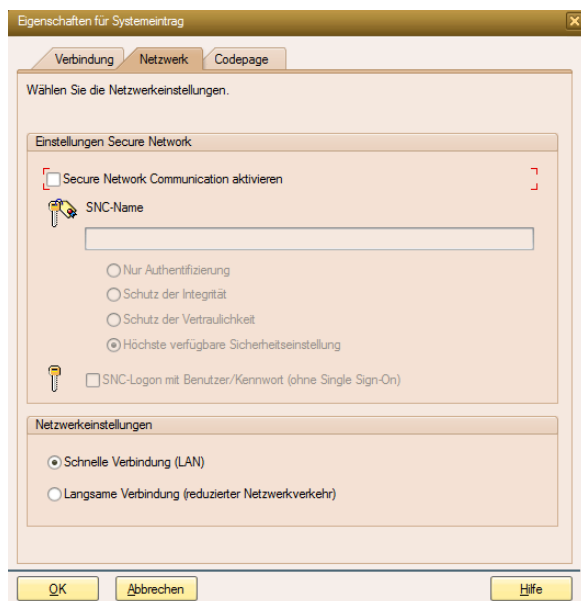 Eigenschaften für Systemeintrag
Verbindung Netzwerk Codepage
Wählen Sie die Netzwerkeinstellungen.
Einstellungen Secure Network
Secure Network Communication aktivieren
SNC-Name
Nur Authentifizierung
Schutz der Integrität
Schutz der Vertraulichkeit
Höchste verfügbare Sicherheitseinstellung
SNC-Logon mit Benutzer/Kennwort (ohne Single Sign-On)
Netzwerkeinstellungen
Schnelle Verbindung (LAN)
Langsame Verbindung (reduzierter Netzwerkverkehr)
OK Abbrechen Hilfe